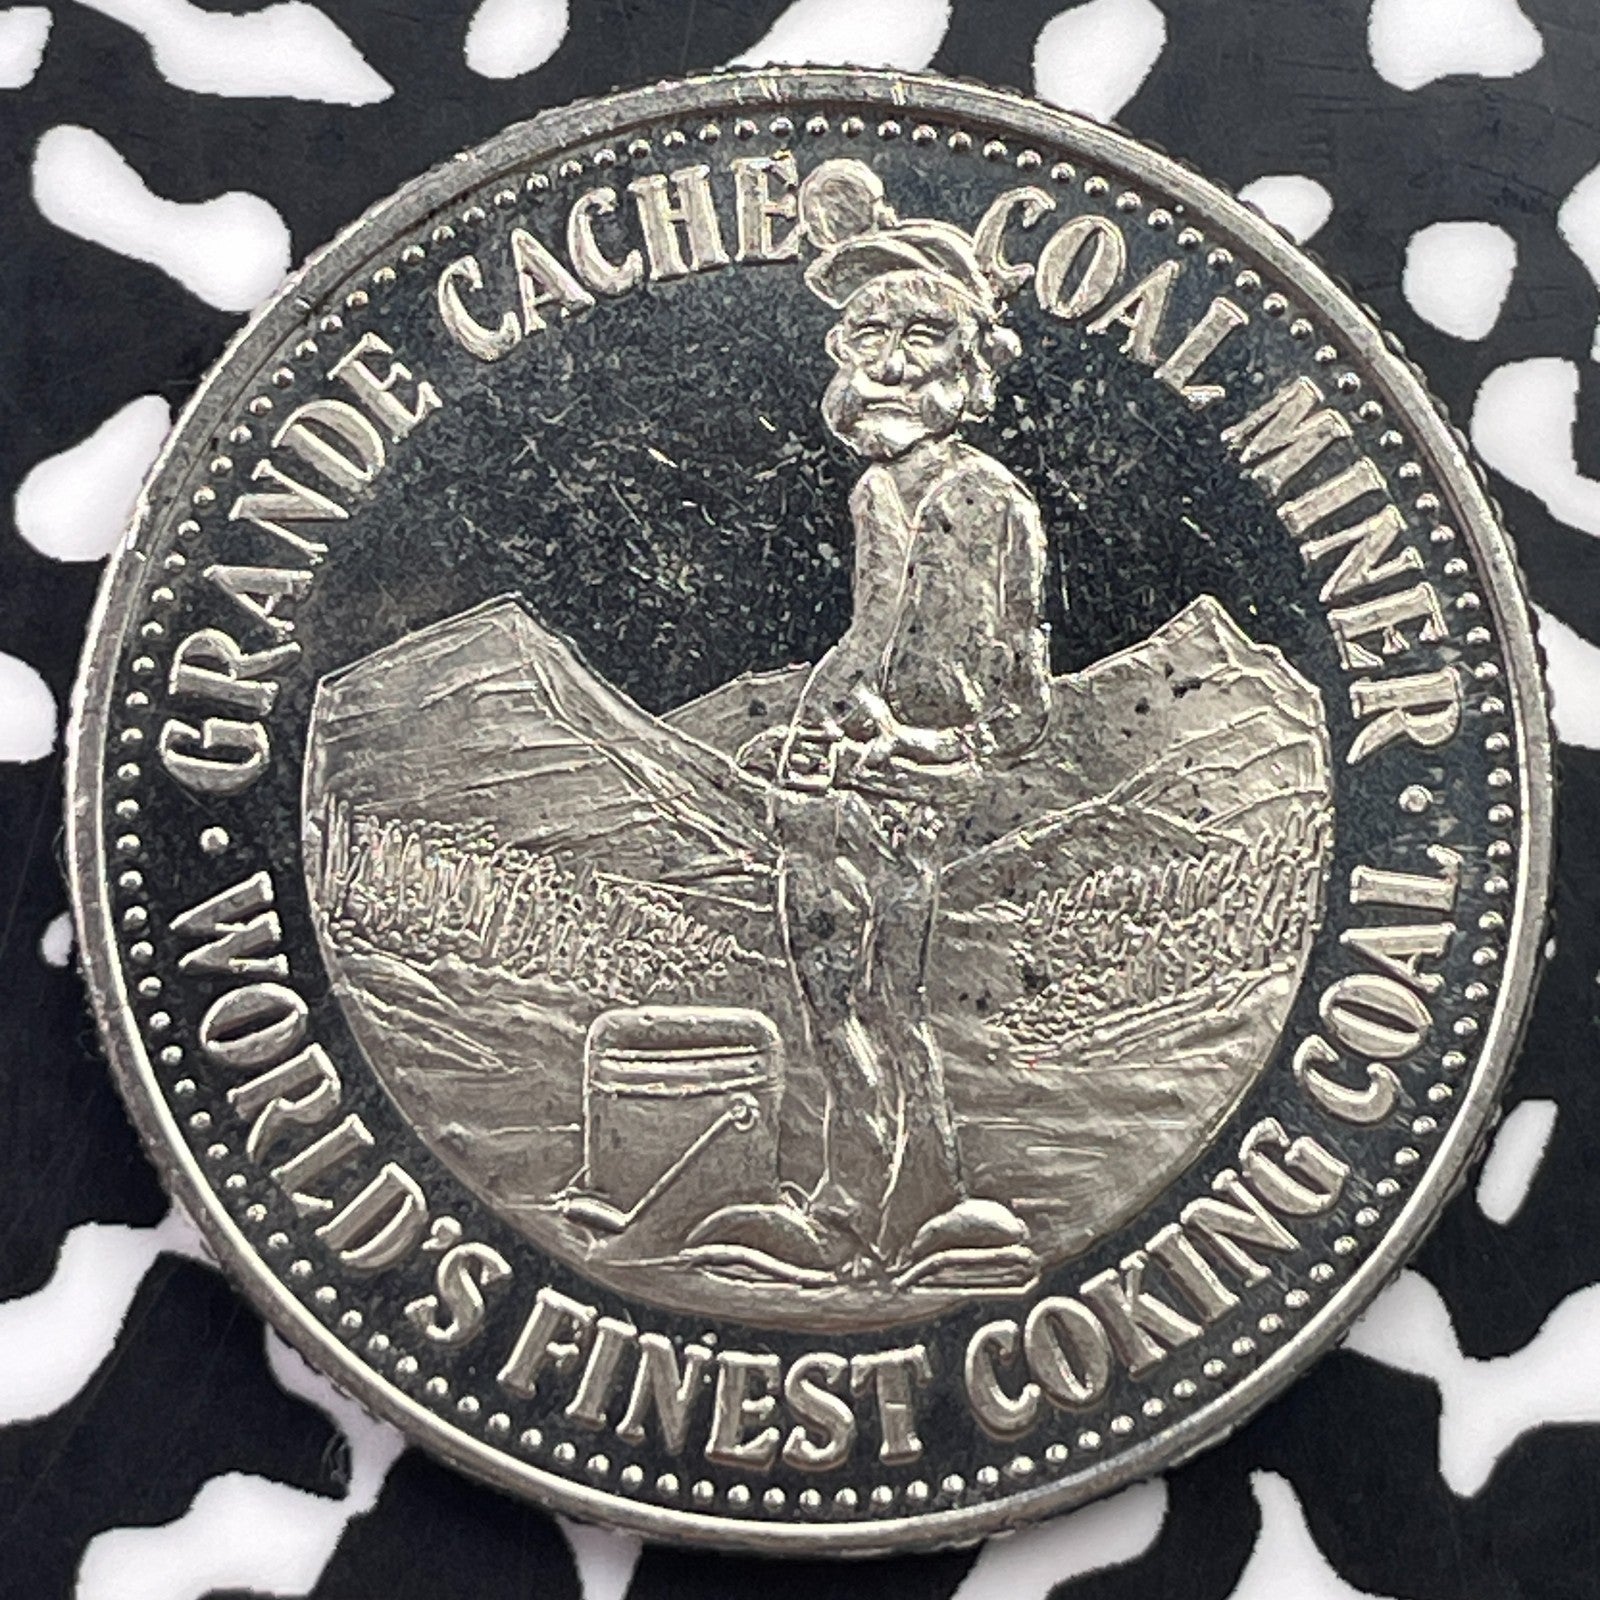 GRANDE CACHE COAL MINER
· WORLD'S FINEST COKING COAL ·